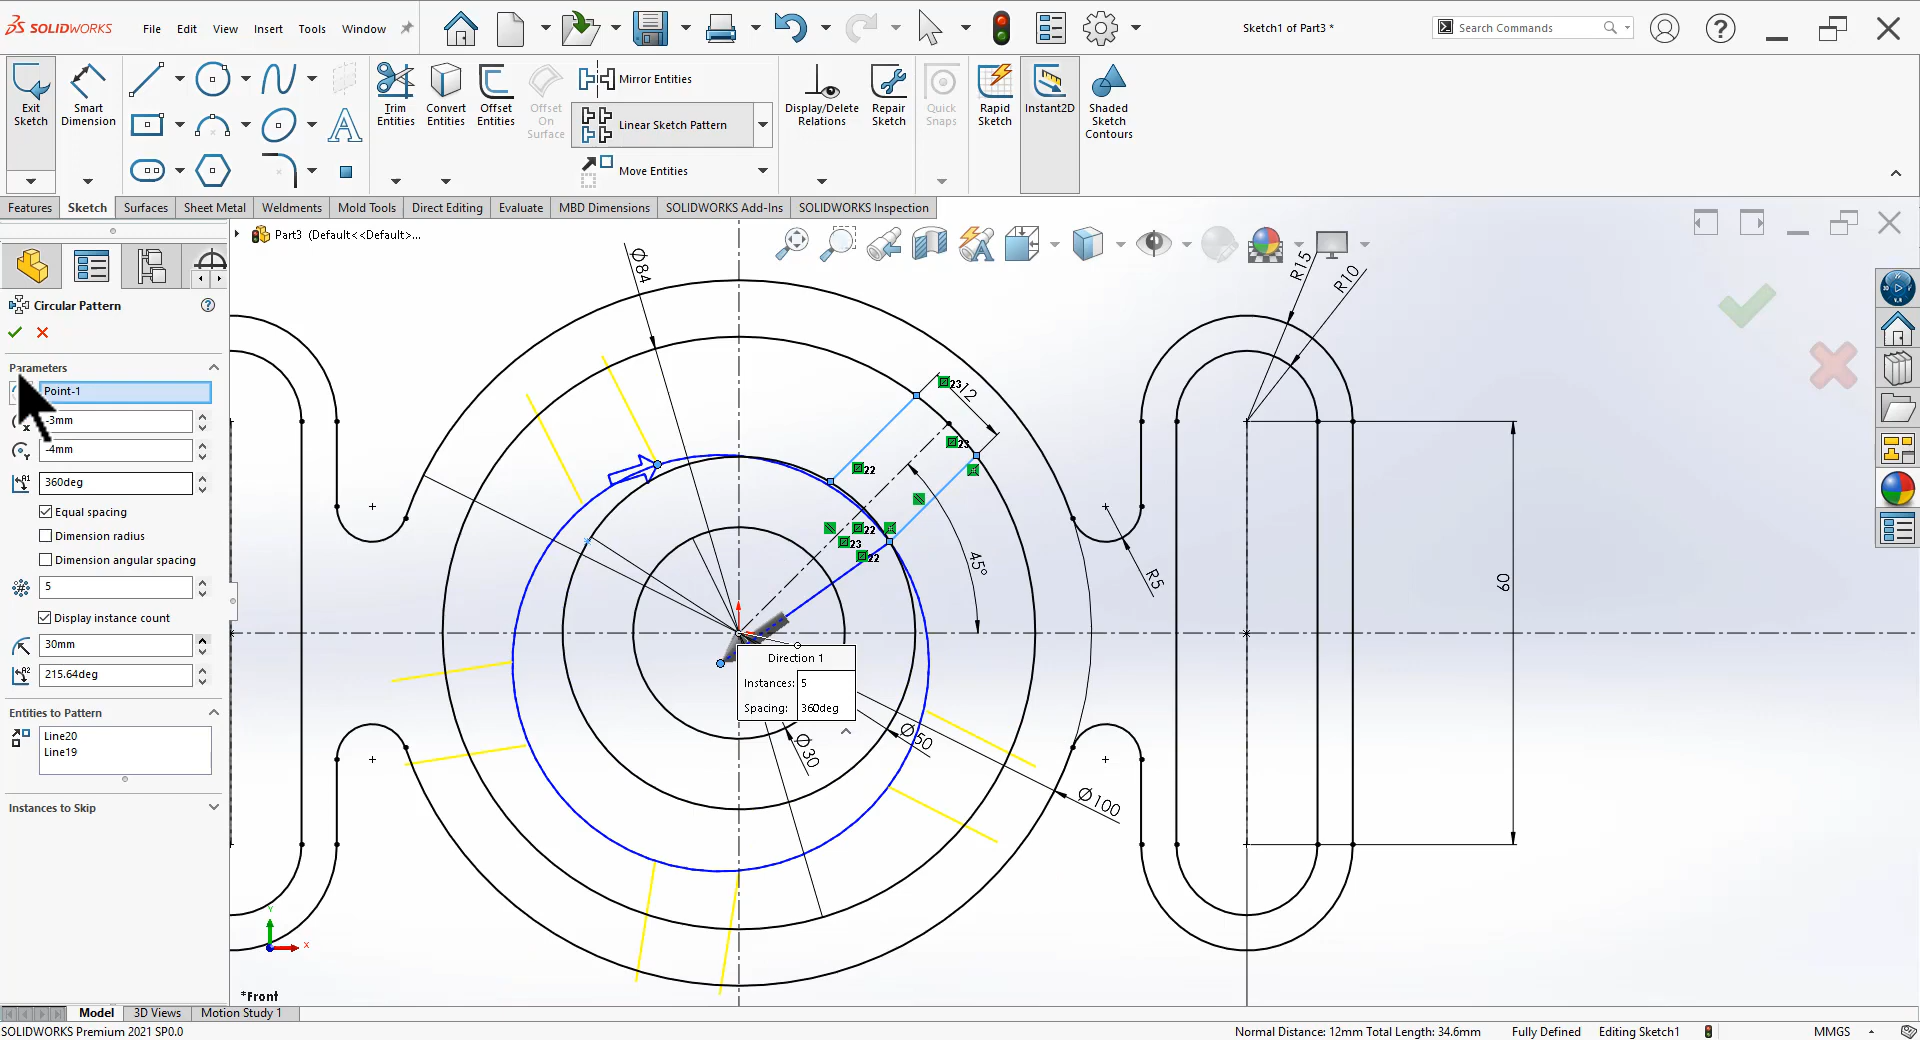 SOLIDWORKS
File Edit View Insert Tools Window
Sketch1 of Part3 *
Search Commands
Exit Sketch
Smart Dimension
Trim Entities
Convert Entities
Offset Entities
Offset On Surface
Mirror Entities
Linear Sketch Pattern
Move Entities
Display/Delete Relations
Repair Sketch
Quick Snaps
Rapid Sketch
Instant2D
Shaded Sketch Contours
Features Sketch Surfaces Sheet Metal Weldments Mold Tools Direct Editing Evaluate MBD Dimensions SOLIDWORKS Add-Ins SOLIDWORKS Inspection
Part3 (Default<<Default>...
Circular Pattern
Parameters
Point-1
-3mm
-4mm
360deg
Equal spacing
Dimension radius
Dimension angular spacing
5
Display instance count
30mm
215.64deg
Entities to Pattern
Line20
Line19
Instances to Skip
Ø84
R15
R10
12
23
23
22
22
23
22
45°
R5
60
Direction 1
Instances: 5
Spacing: 360deg
Ø50
Ø30
Ø100
Y
X
*Front
Model 3D Views Motion Study 1
SOLIDWORKS Premium 2021 SP0.0
Normal Distance: 12mm Total Length: 34.6mm Fully Defined Editing Sketch1 MMGS